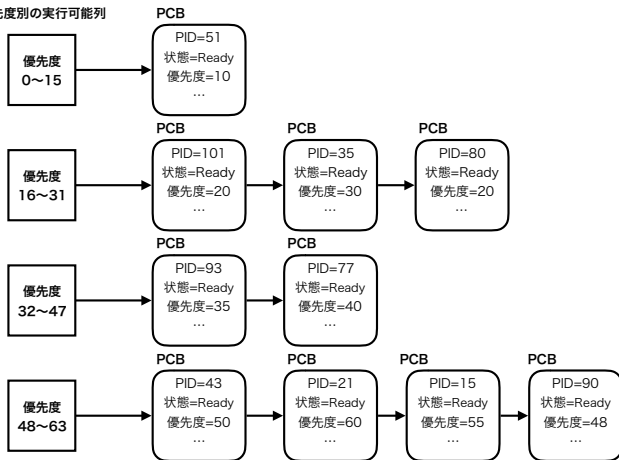 先度別の実行可能列
PCB
優先度
0〜15
PID=51
状態=Ready
優先度=10
…
PCB
PCB
PCB
優先度
16〜31
PID=101
状態=Ready
優先度=20
…
PID=35
状態=Ready
優先度=30
…
PID=80
状態=Ready
優先度=20
…
PCB
PCB
優先度
32〜47
PID=93
状態=Ready
優先度=35
…
PID=77
状態=Ready
優先度=40
…
PCB
PCB
PCB
PCB
優先度
48〜63
PID=43
状態=Ready
優先度=50
…
PID=21
状態=Ready
優先度=60
…
PID=15
状態=Ready
優先度=55
…
PID=90
状態=Ready
優先度=48
…